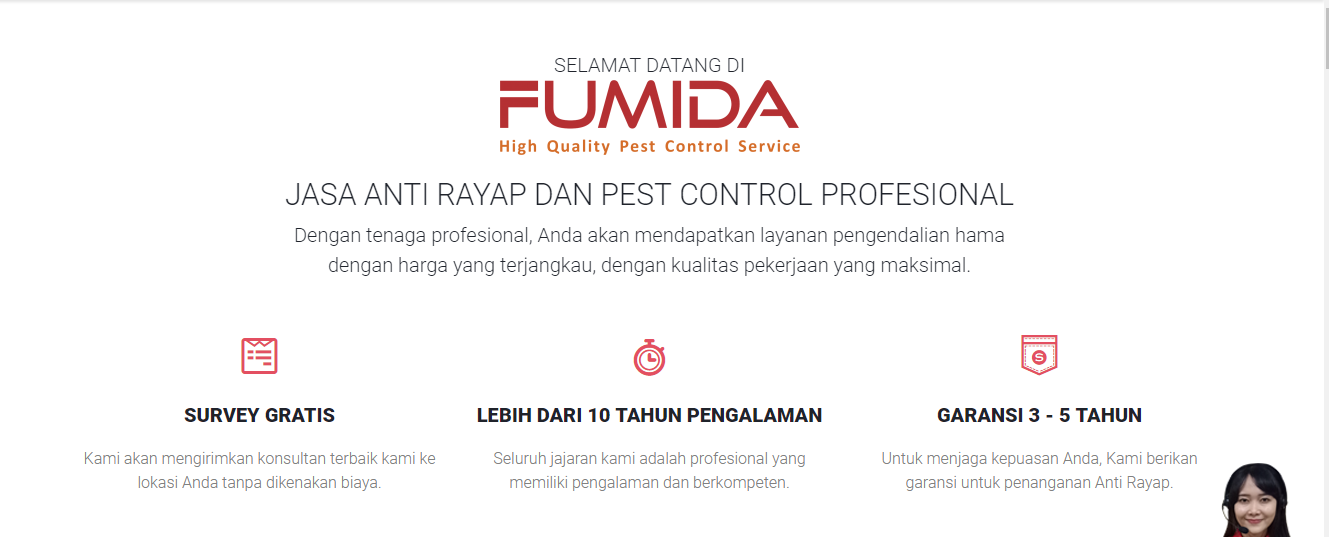 SELAMAT DATANG DI
FUMIDA
High Quality Pest Control Service
JASA ANTI RAYAP DAN PEST CONTROL PROFESIONAL
Dengan tenaga profesional, Anda akan mendapatkan layanan pengendalian hama
dengan harga yang terjangkau, dengan kualitas pekerjaan yang maksimal.
SURVEY GRATIS
Kami akan mengirimkan konsultan terbaik kami ke
lokasi Anda tanpa dikenakan biaya.
LEBIH DARI 10 TAHUN PENGALAMAN
Seluruh jajaran kami adalah profesional yang
memiliki pengalaman dan berkompeten.
GARANSI 3 - 5 TAHUN
Untuk menjaga kepuasan Anda, Kami berikan
garansi untuk penanganan Anti Rayap.